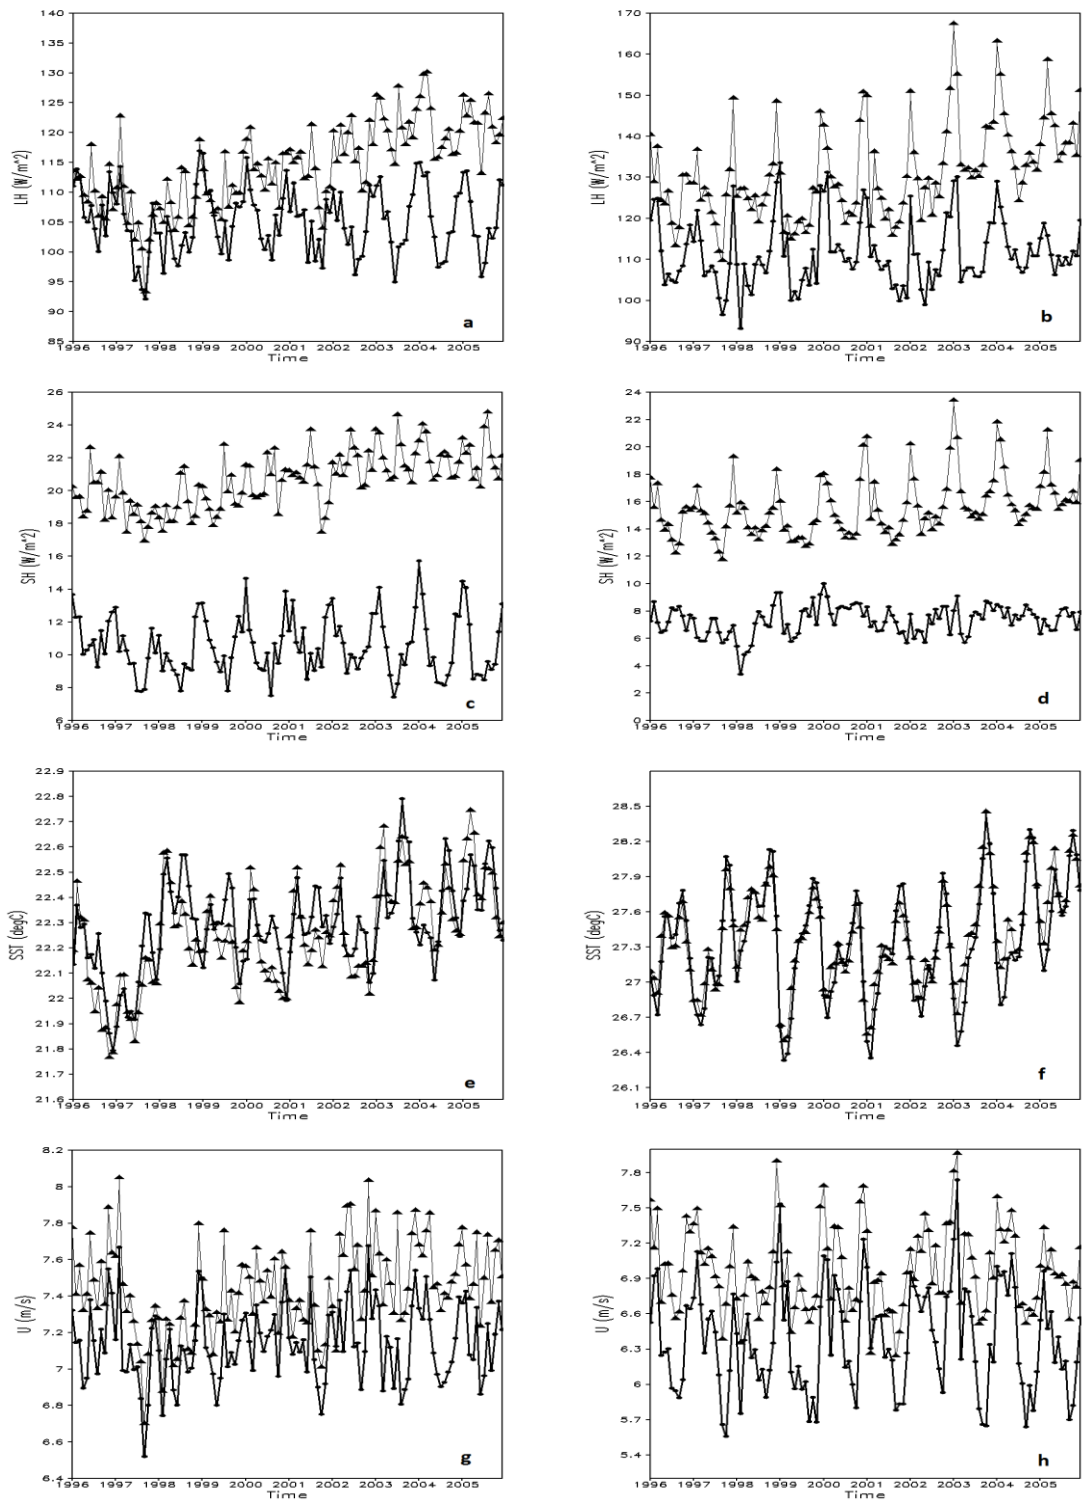 140
135
130
125
120
115
110
105
100
95
90
85
LH (W/m^2)
1996 1997 1998 1999 2000 2001 2002 2003 2004 2005
Time
a
170
160
150
140
130
120
110
100
90
LH (W/m^2)
1996 1997 1998 1999 2000 2001 2002 2003 2004 2005
Time
b
26
24
22
20
18
16
14
12
10
8
6
SH (W/m^2)
1996 1997 1998 1999 2000 2001 2002 2003 2004 2005
Time
c
24
22
20
18
16
14
12
10
8
6
4
2
0
SH (W/m^2)
1996 1997 1998 1999 2000 2001 2002 2003 2004 2005
Time
d
22.9
22.8
22.7
22.6
22.5
22.4
22.3
22.2
22.1
22
21.9
21.8
21.7
21.6
SST (degC)
1996 1997 1998 1999 2000 2001 2002 2003 2004 2005
Time
e
28.5
28.2
27.9
27.6
27.3
27
26.7
26.4
26.1
SST (degC)
1996 1997 1998 1999 2000 2001 2002 2003 2004 2005
Time
f
8.2
8
7.8
7.6
7.4
7.2
7
6.8
6.6
6.4
U (m/s)
1996 1997 1998 1999 2000 2001 2002 2003 2004 2005
Time
g
7.8
7.5
7.2
6.9
6.6
6.3
6
5.7
5.4
U (m/s)
1996 1997 1998 1999 2000 2001 2002 2003 2004 2005
Time
h